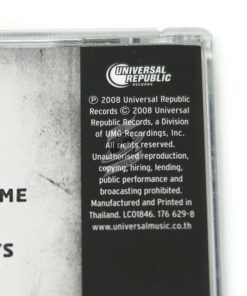 UNIVERSAL
REPUBLIC
RECORDS
℗ 2008 Universal Republic
Records © 2008 Universal
Republic Records, a Division
of UMG Recordings, Inc.
All rights reserved.
Unauthorised reproduction,
copying, hiring, lending,
public performance and
broacasting prohibited.
Manufactured and Printed in
Thailand. LC01846. 176 629-8
www.universalmusic.co.th
ME
YS